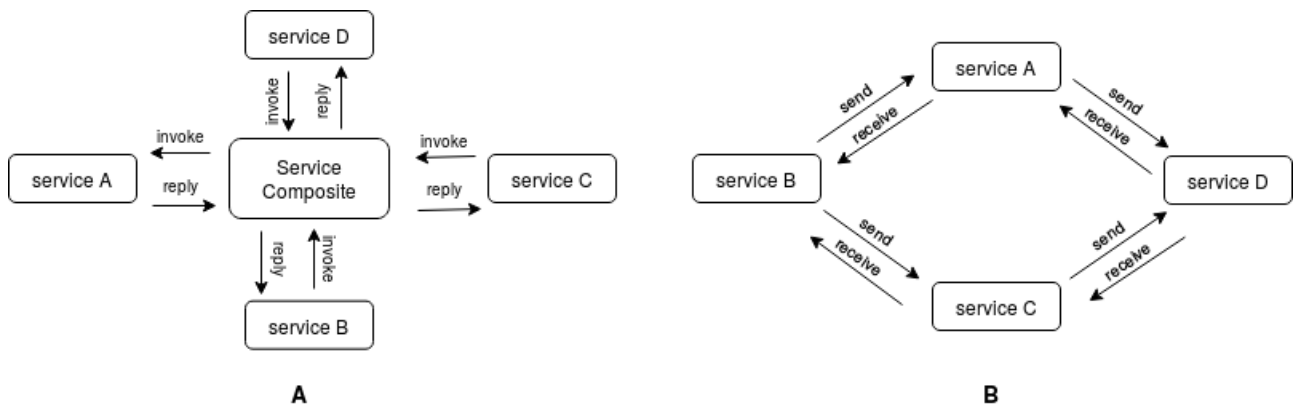 service D
invoke
reply
invoke
invoke
service A
Service
Composite
service C
reply
reply
reply
invoke
service B
A
service A
send
receive
send
receive
service B
service D
send
receive
send
receive
service C
B